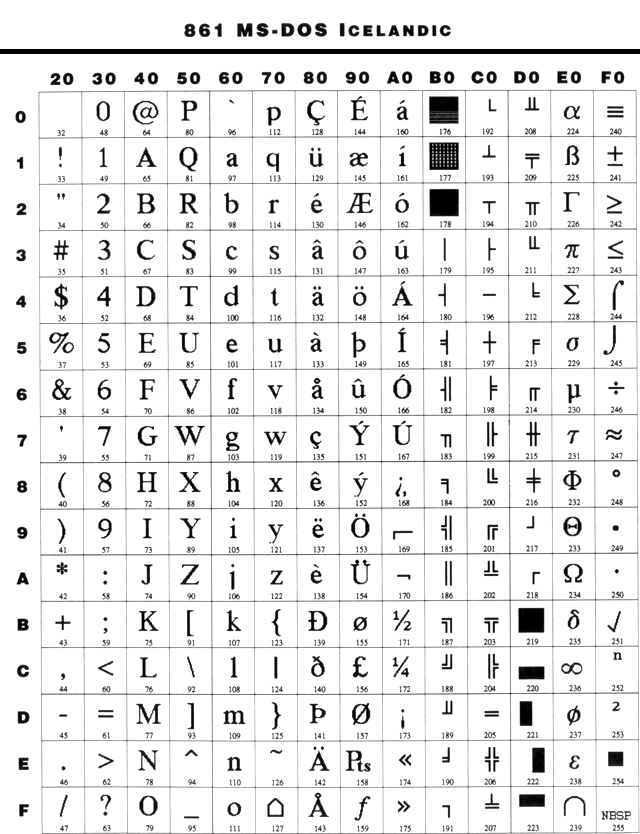 861 MS-DOS ICELANDIC
20 30 40 50 60 70 80 90 A0 B0 C0 D0 E0 F0
0 0 @ P ` p Ç É á ░ └ ╨ α ≡
32 48 64 80 96 112 128 144 160 176 192 208 224 240
1 ! 1 A Q a q ü æ í ▒ ┴ ╤ ß ±
33 49 65 81 97 113 129 145 161 177 193 209 225 241
2 " 2 B R b r é Æ ó ▓ ┬ ╥ Γ ≥
34 50 66 82 98 114 130 146 162 178 194 210 226 242
3 # 3 C S c s â ô ú │ ├ ╙ π ≤
35 51 67 83 99 115 131 147 163 179 195 211 227 243
4 $ 4 D T d t ä ö Á ┤ ─ ╘ Σ ⌠
36 52 68 84 100 116 132 148 164 180 196 212 228 244
5 % 5 E U e u à þ Í ╡ ┼ ╒ σ ⌡
37 53 69 85 101 117 133 149 165 181 197 213 229 245
6 & 6 F V f v å û Ó ╢ ╞ ╓ µ ÷
38 54 70 86 102 118 134 150 166 182 198 214 230 246
7 ' 7 G W g w ç Ý Ú ╖ ╟ ╫ τ ≈
39 55 71 87 103 119 135 151 167 183 199 215 231 247
8 ( 8 H X h x ê ý ¿ ╕ ╚ ╪ Φ °
40 56 72 88 104 120 136 152 168 184 200 216 232 248
9 ) 9 I Y i y ë Ö ⌐ ╣ ╔ ┘ Θ •
41 57 73 89 105 121 137 153 169 185 201 217 233 249
A * : J Z j z è Ü ¬ ║ ╩ ┌ Ω ·
42 58 74 90 106 122 138 154 170 186 202 218 234 250
B + ; K [ k { Ð ø ½ ╗ ╦ █ δ √
43 59 75 91 107 123 139 155 171 187 203 219 235 251
C , < L \ l | ð £ ¼ ╝ ╠ ▄ ∞ ⁿ
44 60 76 92 108 124 140 156 172 188 204 220 236 252
D - = M ] m } Þ Ø ¡ ╜ ═ ▌ φ ²
45 61 77 93 109 125 141 157 173 189 205 221 237 253
E . > N ^ n ~ Ä ₧ « ╛ ╬ ▐ ε ■
46 62 78 94 110 126 142 158 174 190 206 222 238 254
F / ? O _ o ⌂ Å ƒ » ┐ ╧ ▀ ∩ NBSP
47 63 79 95 111 127 143 159 175 191 207 223 239 255